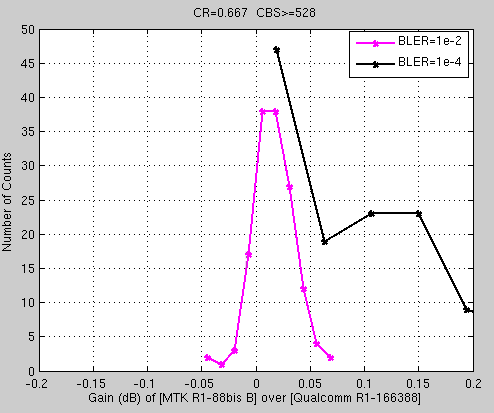 CR=0.667 CBS>=528
BLER=1e-2
BLER=1e-4
Number of Counts
50
45
40
35
30
25
20
15
10
5
0
-0.2 -0.15 -0.1 -0.05 0 0.05 0.1 0.15 0.2
Gain (dB) of [MTK R1-88bis B] over [Qualcomm R1-166388]